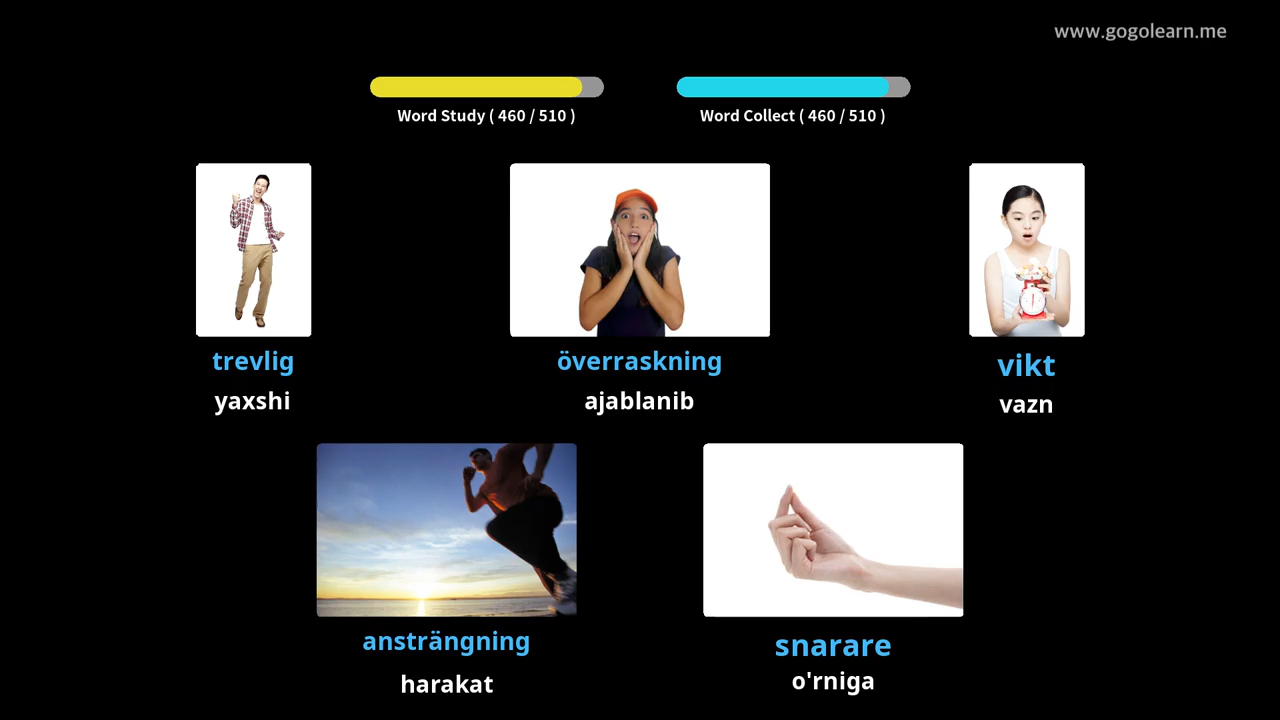 www.gogolearn.me
Word Study ( 460 / 510 )
Word Collect ( 460 / 510 )
trevlig
yaxshi
överraskning
ajablanib
vikt
vazn
ansträngning
harakat
snarare
o'rniga